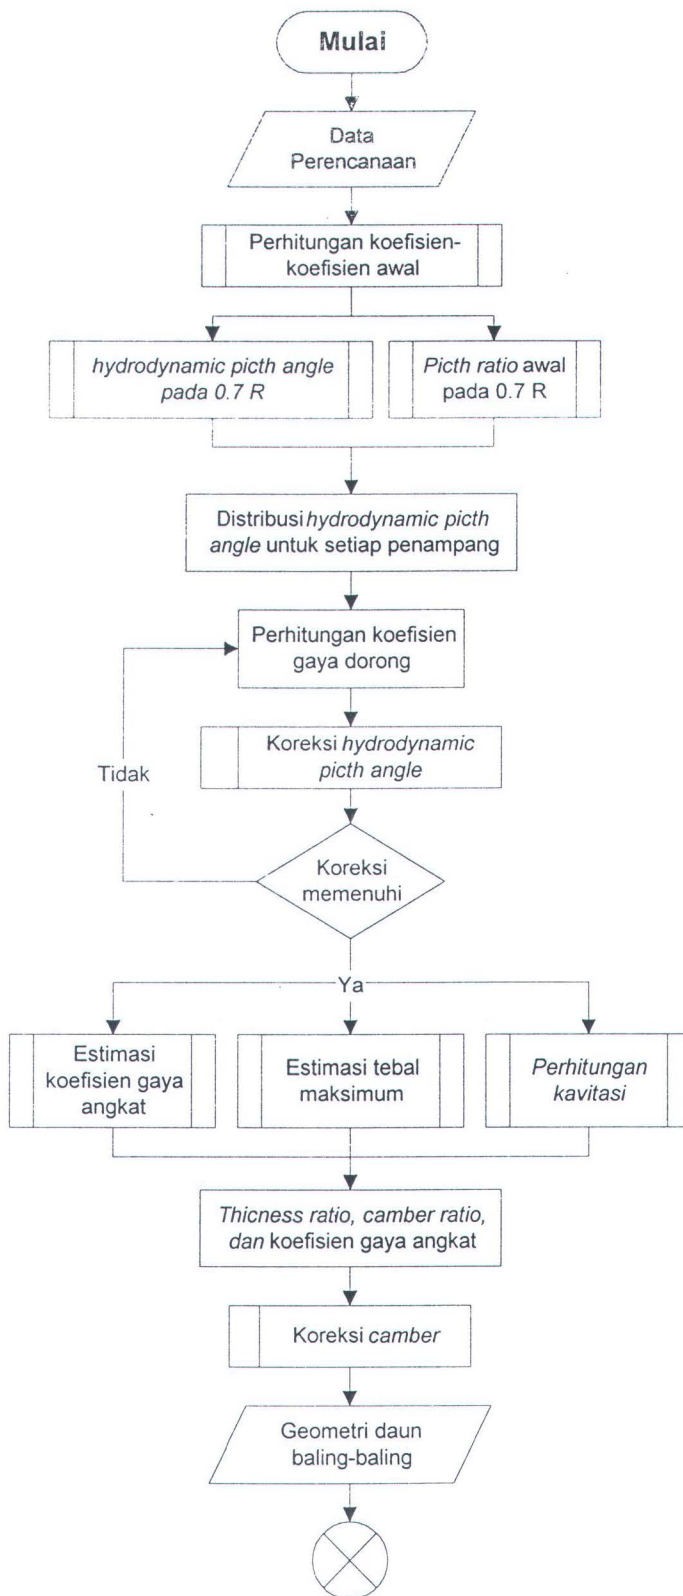 Mulai
Data
Perencanaan
Perhitungan koefisien-
koefisien awal
hydrodynamic picth angle
pada 0.7 R
Picth ratio awal
pada 0.7 R
Distribusi hydrodynamic picth
angle untuk setiap penampang
Perhitungan koefisien
gaya dorong
Koreksi hydrodynamic
picth angle
Tidak
Koreksi
memenuhi
Ya
Estimasi
koefisien gaya
angkat
Estimasi tebal
maksimum
Perhitungan
kavitasi
Thicness ratio, camber ratio,
dan koefisien gaya angkat
Koreksi camber
Geometri daun
baling-baling